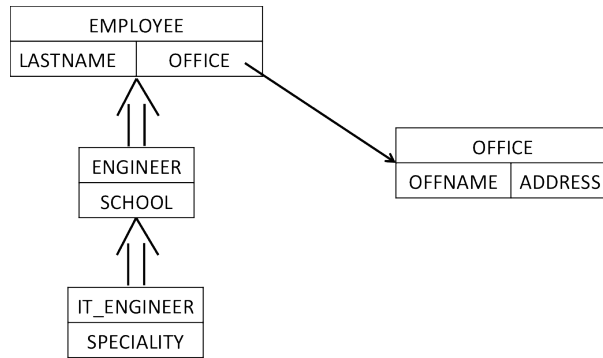 EMPLOYEE
LASTNAME OFFICE
ENGINEER
SCHOOL
OFFICE
OFFNAME ADDRESS
IT_ENGINEER
SPECIALITY